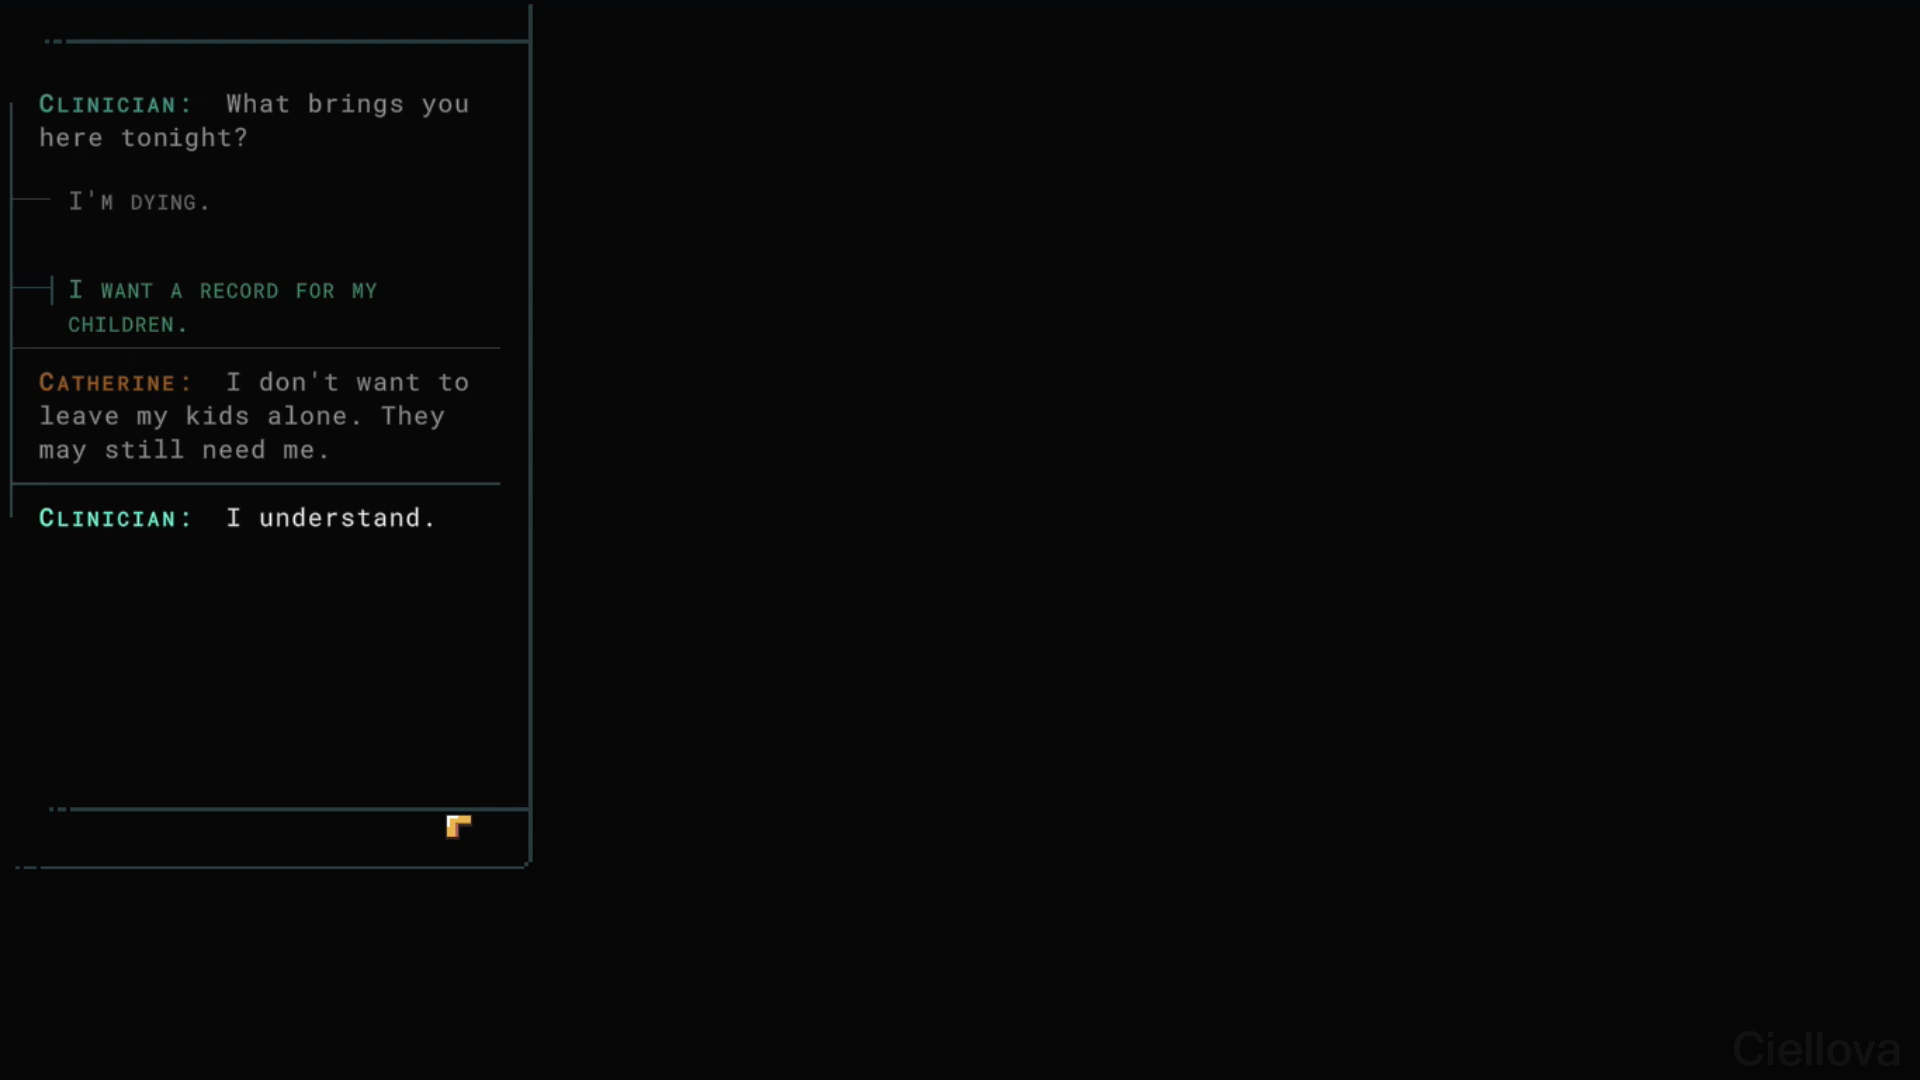 CLINICIAN: What brings you
here tonight?
I'M DYING.
I WANT A RECORD FOR MY
CHILDREN.
CATHERINE: I don't want to
leave my kids alone. They
may still need me.
CLINICIAN: I understand.
Ciellova